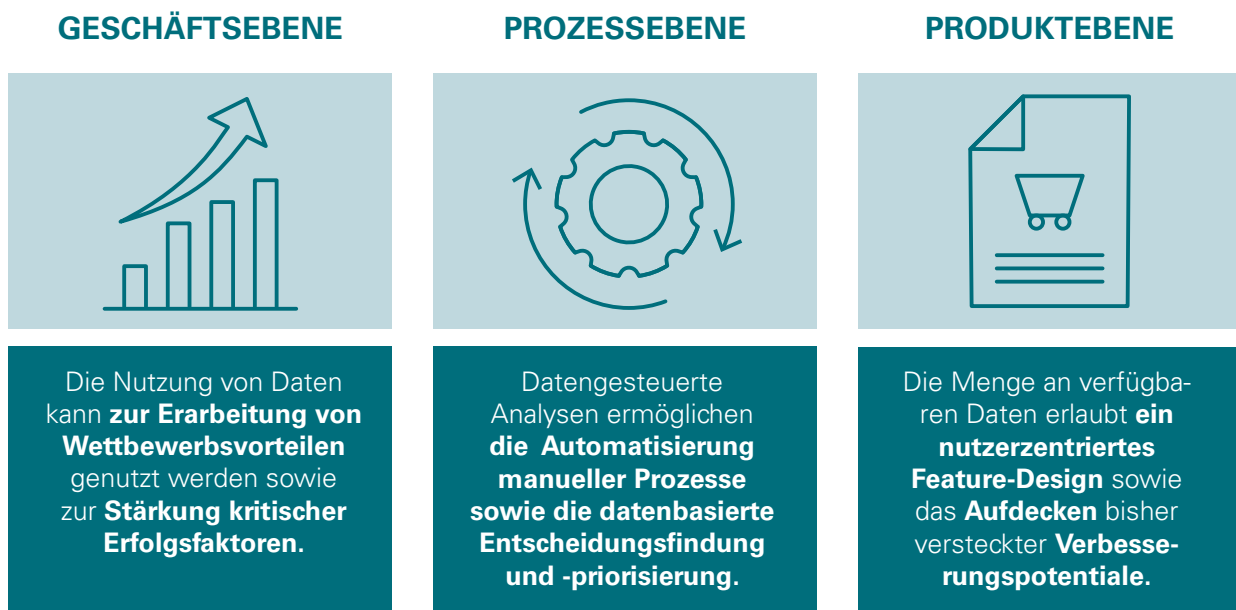 GESCHÄFTSEBENE
Die Nutzung von Daten
kann zur Erarbeitung von
Wettbewerbsvorteilen
genutzt werden sowie
zur Stärkung kritischer
Erfolgsfaktoren.
PROZESSEBENE
Datengesteuerte
Analysen ermöglichen
die Automatisierung
manueller Prozesse
sowie die datenbasierte
Entscheidungsfindung
und -priorisierung.
PRODUKTEBENE
Die Menge an verfügba-
ren Daten erlaubt ein
nutzerzentriertes
Feature-Design sowie
das Aufdecken bisher
versteckter Verbesse-
rungspotentiale.